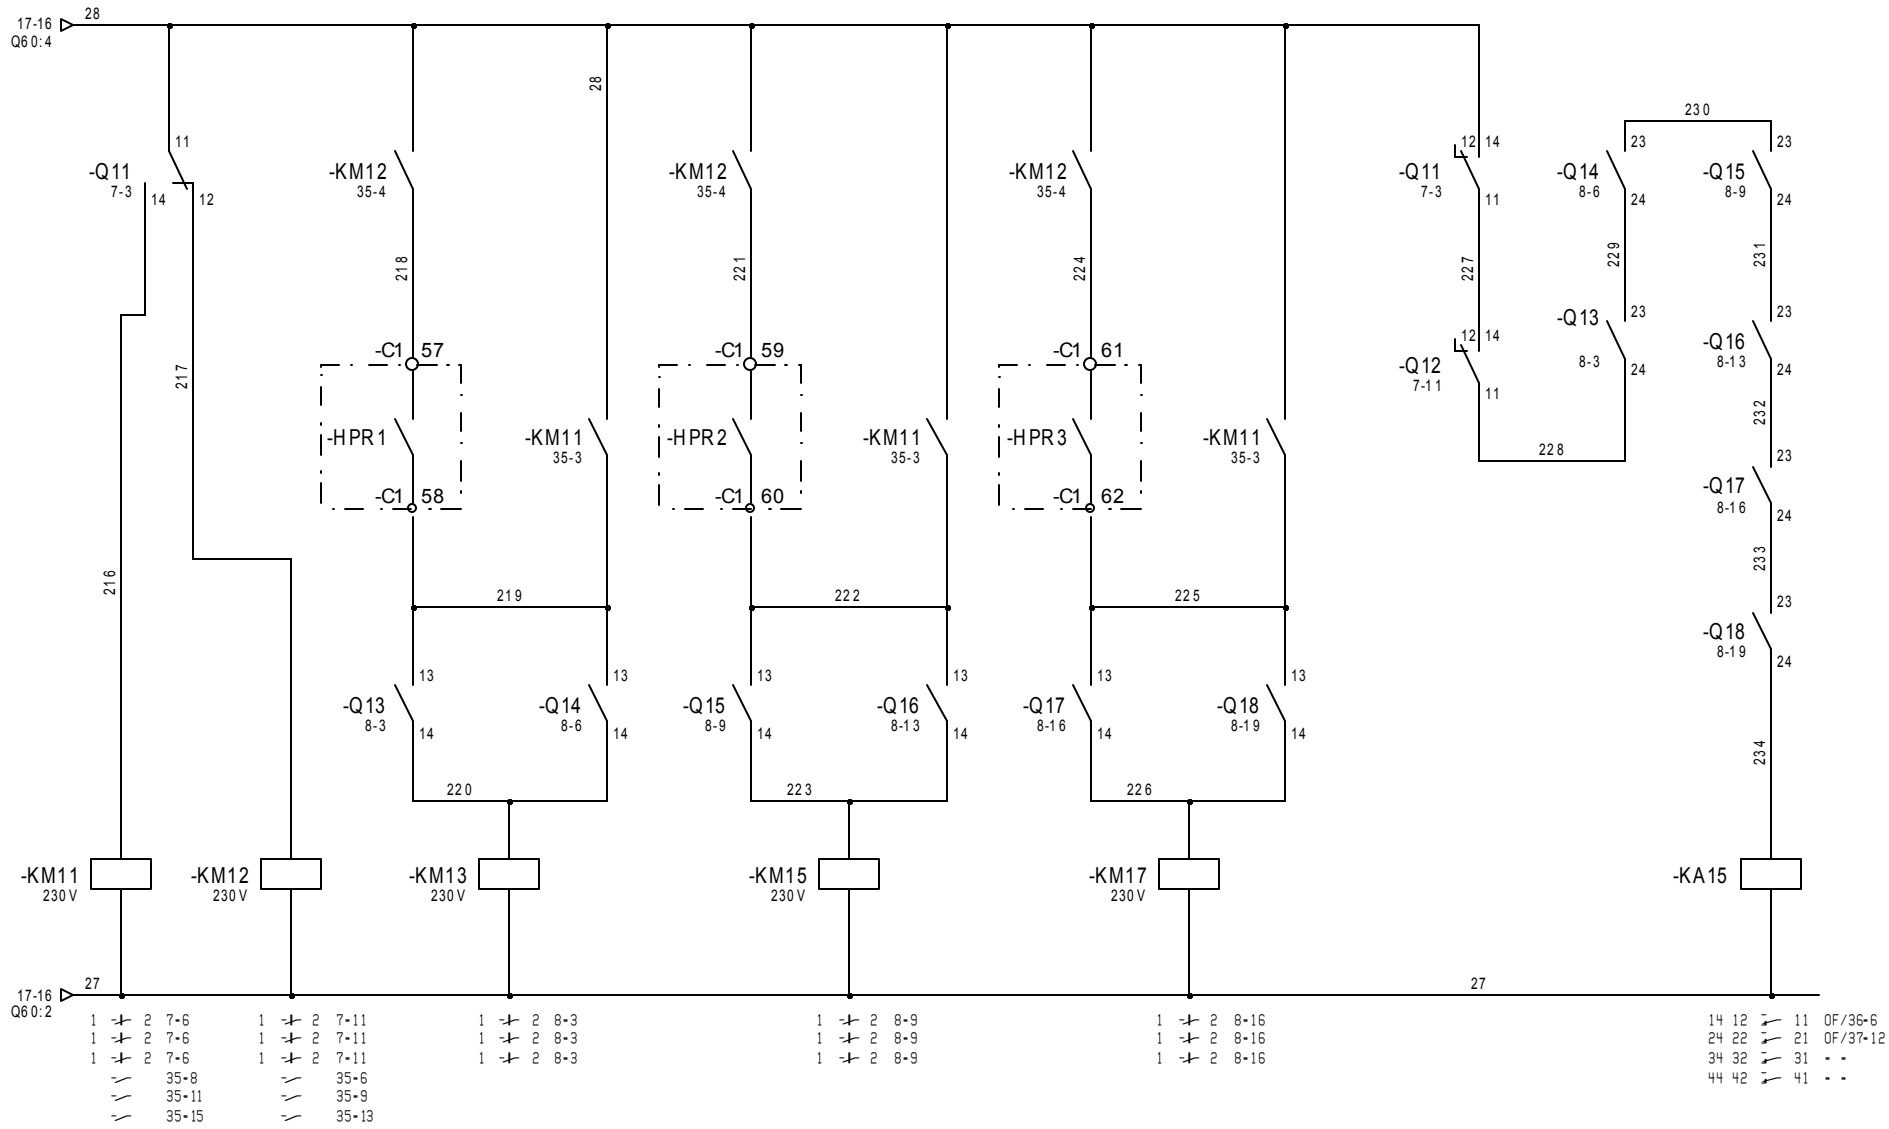 28
17-16
Q60:4
28
230
11
12 14
23
23
-Q11
7-3
14
12
-KM12
35-4
-KM12
35-4
-KM12
35-4
-Q11
7-3
11
-Q14
8-6
24
-Q15
8-9
24
218
221
224
227
229
231
217
-C1 57
-C1 59
-C1 61
12 14
-Q12
7-11
11
23
-Q13
8-3
24
23
-Q16
8-13
24
232
-HPR1
-KM11
35-3
-HPR2
-KM11
35-3
-HPR3
-KM11
35-3
228
-C1 58
-C1 60
-C1 62
23
-Q17
8-16
24
216
233
219
222
225
23
-Q18
8-19
24
13
-Q13
8-3
14
13
-Q14
8-6
14
13
-Q15
8-9
14
13
-Q16
8-13
14
13
-Q17
8-16
14
13
-Q18
8-19
14
234
220
223
226
-KM11
230V
-KM12
230V
-KM13
230V
-KM15
230V
-KM17
230V
-KA15
27
27
17-16
Q60:2
1 2 7-6
1 2 7-6
1 2 7-6
35-8
35-11
35-15
1 2 7-11
1 2 7-11
1 2 7-11
35-6
35-9
35-13
1 2 8-3
1 2 8-3
1 2 8-3
1 2 8-9
1 2 8-9
1 2 8-9
1 2 8-16
1 2 8-16
1 2 8-16
14 12 11 OF/36-6
24 22 21 OF/37-12
34 32 31 - -
44 42 41 - -